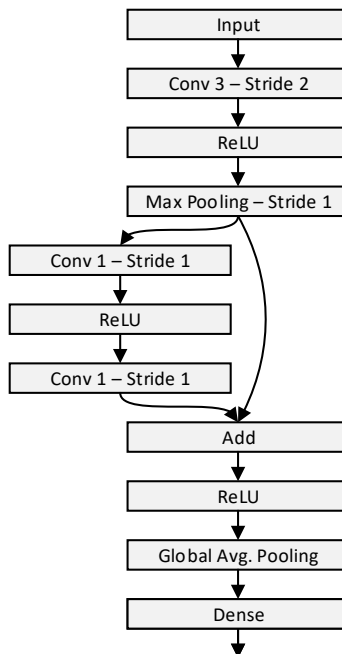 Input
Conv 3 – Stride 2
ReLU
Max Pooling – Stride 1
Conv 1 – Stride 1
ReLU
Conv 1 – Stride 1
Add
ReLU
Global Avg. Pooling
Dense